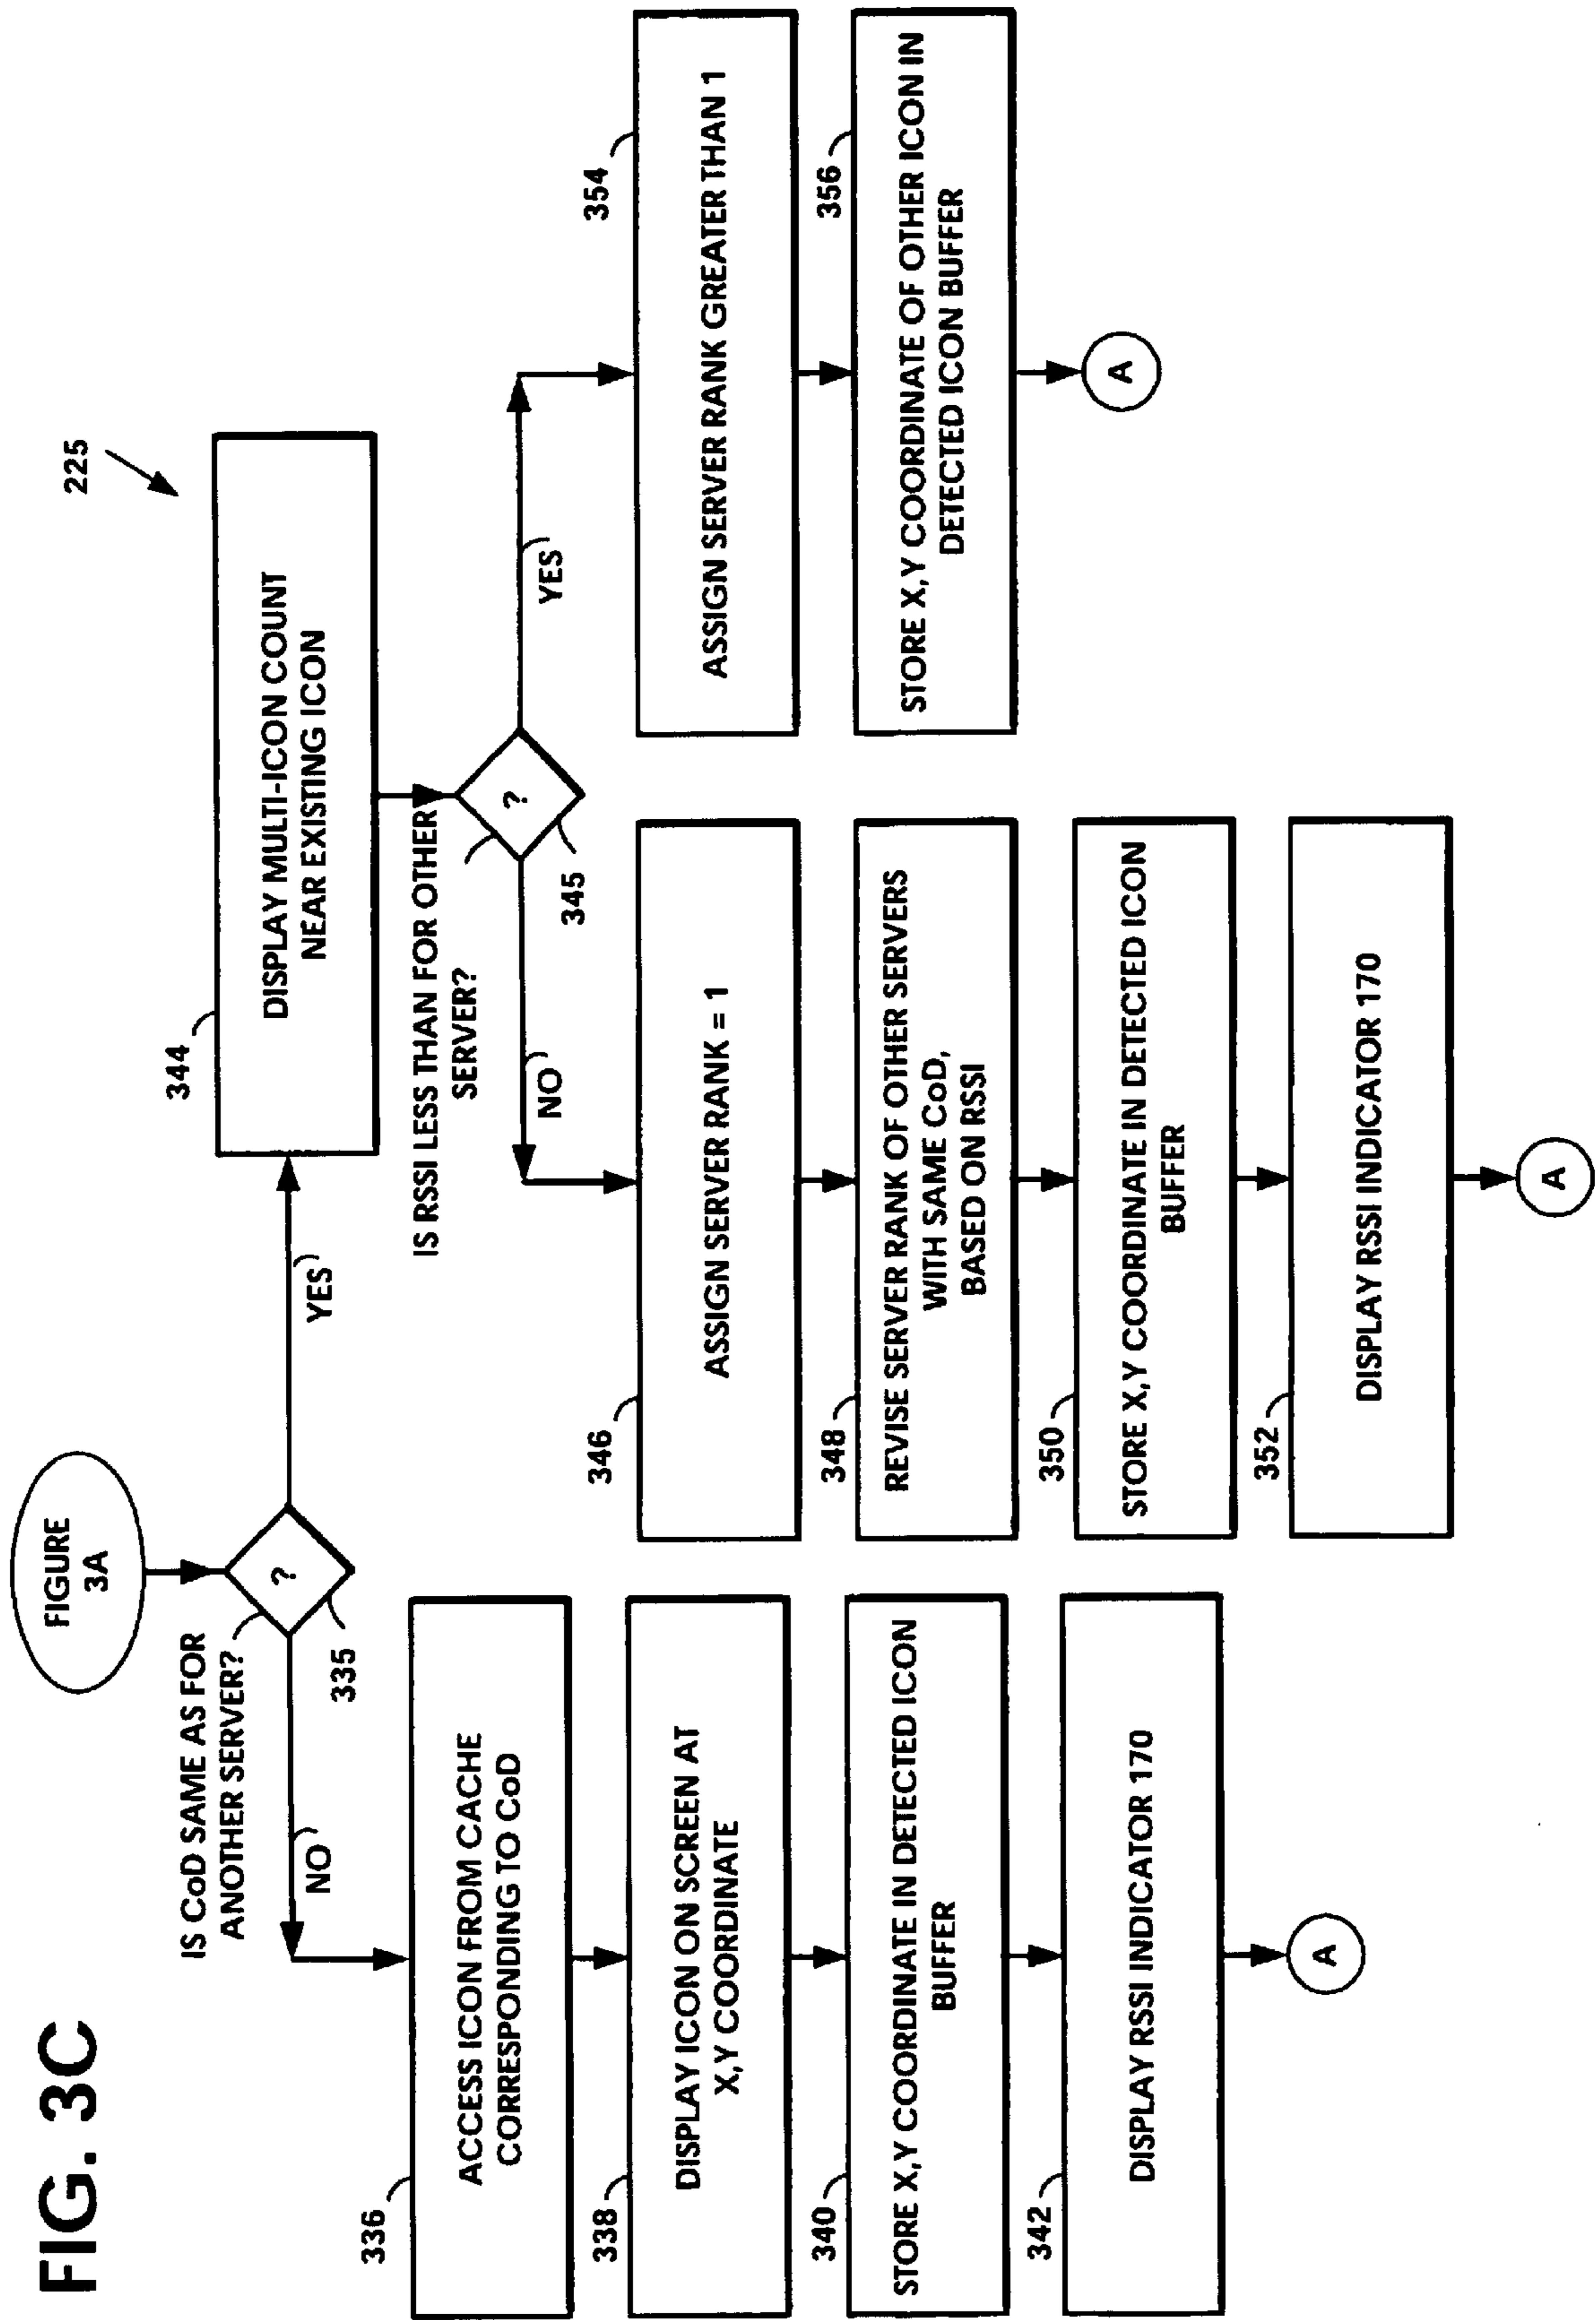 FIG. 3C
FIGURE
3A
225
IS CoD SAME AS FOR
ANOTHER SERVER?
?
335
NO
YES
336
ACCESS ICON FROM CACHE
CORRESPONDING TO CoD
338
DISPLAY ICON ON SCREEN AT
X,Y COORDINATE
340
STORE X,Y COORDINATE IN DETECTED ICON
BUFFER
342
DISPLAY RSSI INDICATOR 170
A
344
DISPLAY MULTI-ICON COUNT
NEAR EXISTING ICON
IS RSSI LESS THAN FOR OTHER
SERVER?
?
345
NO
YES
346
ASSIGN SERVER RANK = 1
348
REVISE SERVER RANK OF OTHER SERVERS
WITH SAME CoD,
BASED ON RSSI
350
STORE X,Y COORDINATE IN DETECTED ICON
BUFFER
352
DISPLAY RSSI INDICATOR 170
A
354
ASSIGN SERVER RANK GREATER THAN 1
356
STORE X,Y COORDINATE OF OTHER ICON IN
DETECTED ICON BUFFER
A